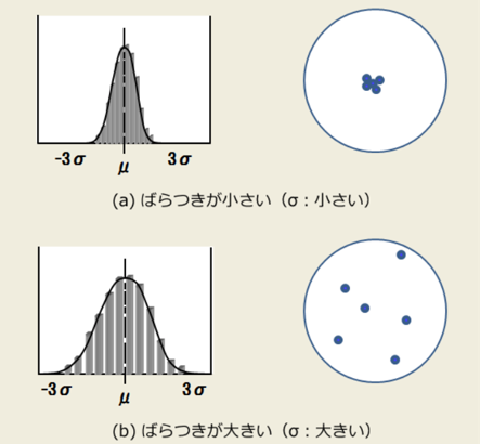 -3σ 3σ
μ
(a) ばらつきが小さい（σ：小さい）
-3σ 3σ
μ
(b) ばらつきが大きい（σ：大きい）